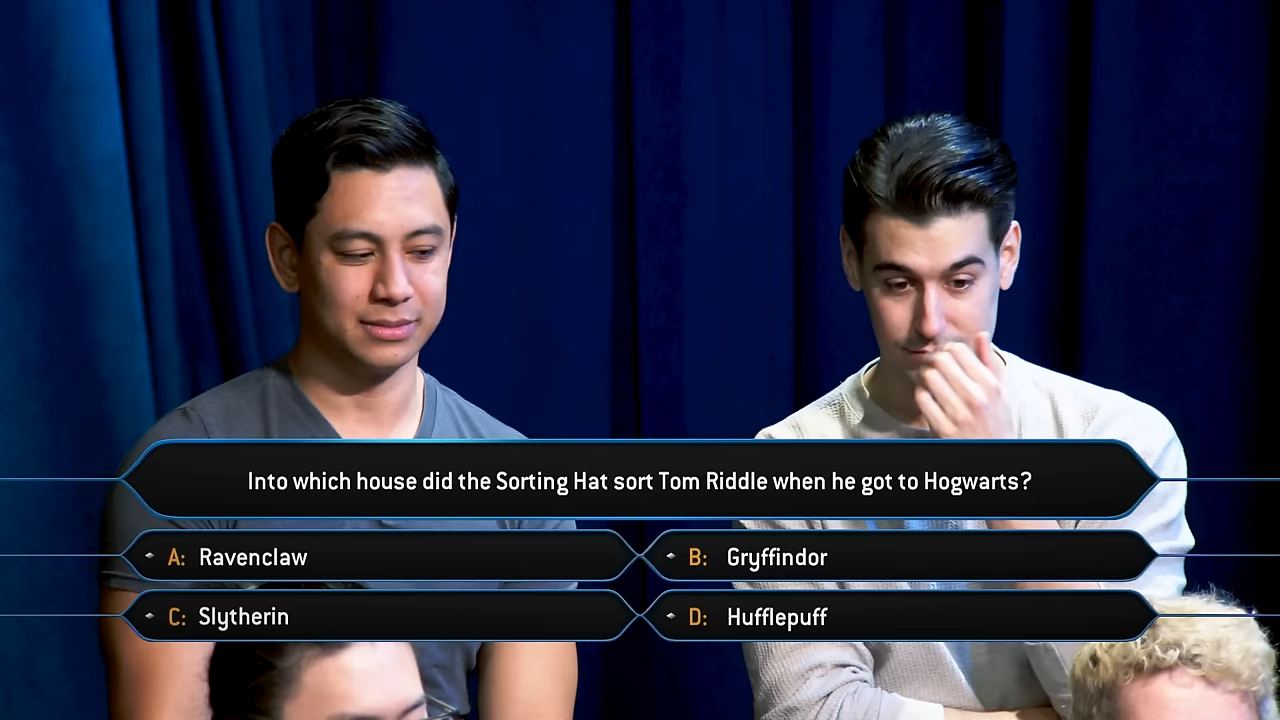 Into which house did the Sorting Hat sort Tom Riddle when he got to Hogwarts?
A: Ravenclaw
B: Gryffindor
C: Slytherin
D: Hufflepuff